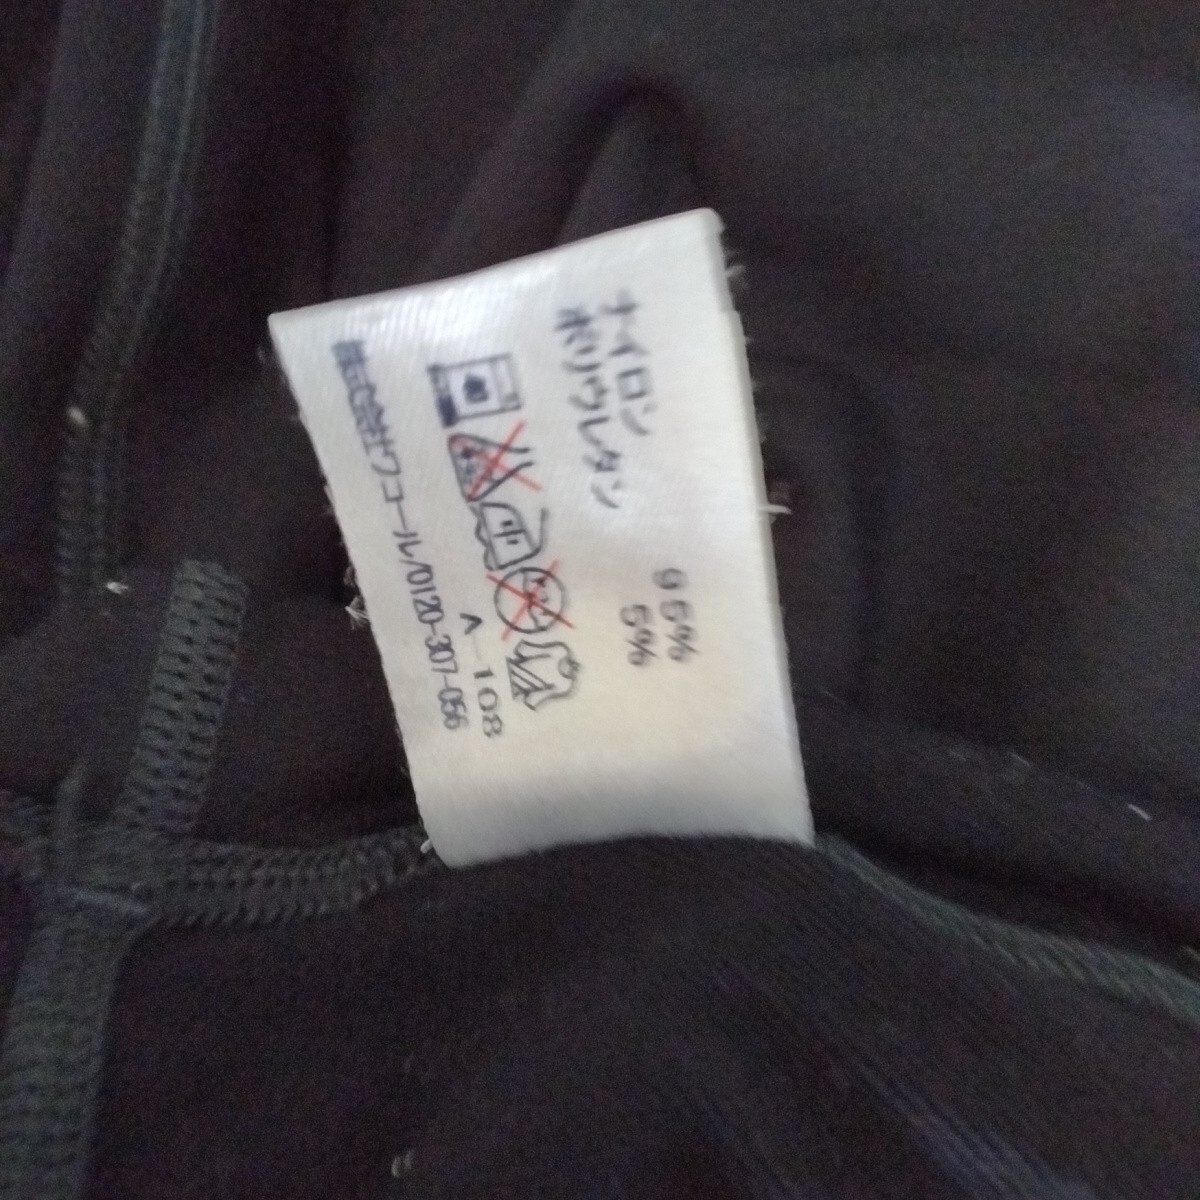 ナイロン 95%
ポリウレタン 5%
A-108
株式会社ワコール/0120-307-056